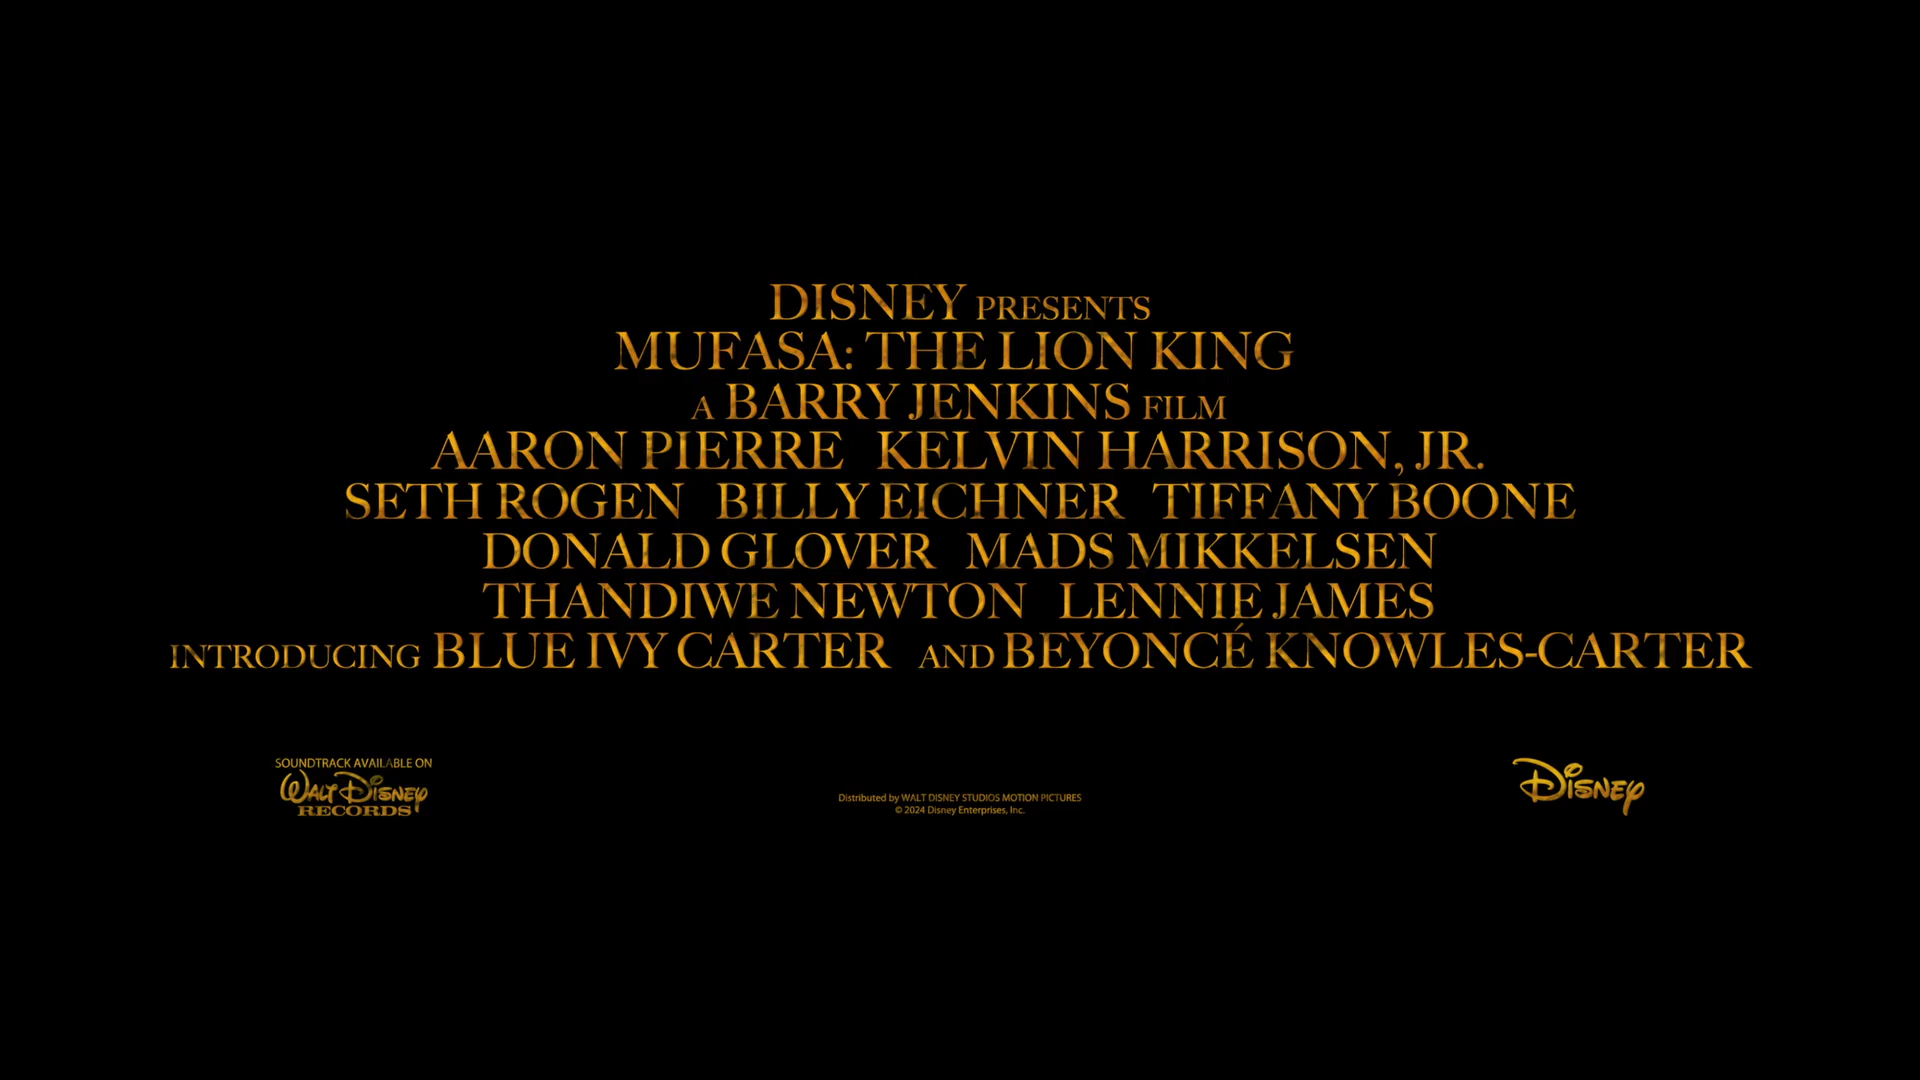 DISNEY PRESENTS
MUFASA: THE LION KING
A BARRY JENKINS FILM
AARON PIERRE KELVIN HARRISON, JR.
SETH ROGEN BILLY EICHNER TIFFANY BOONE
DONALD GLOVER MADS MIKKELSEN
THANDIWE NEWTON LENNIE JAMES
INTRODUCING BLUE IVY CARTER AND BEYONCÉ KNOWLES-CARTER
SOUNDTRACK AVAILABLE ON
WALT DISNEY
RECORDS
Distributed by WALT DISNEY STUDIOS MOTION PICTURES
© 2024 Disney Enterprises, Inc.
DISNEY